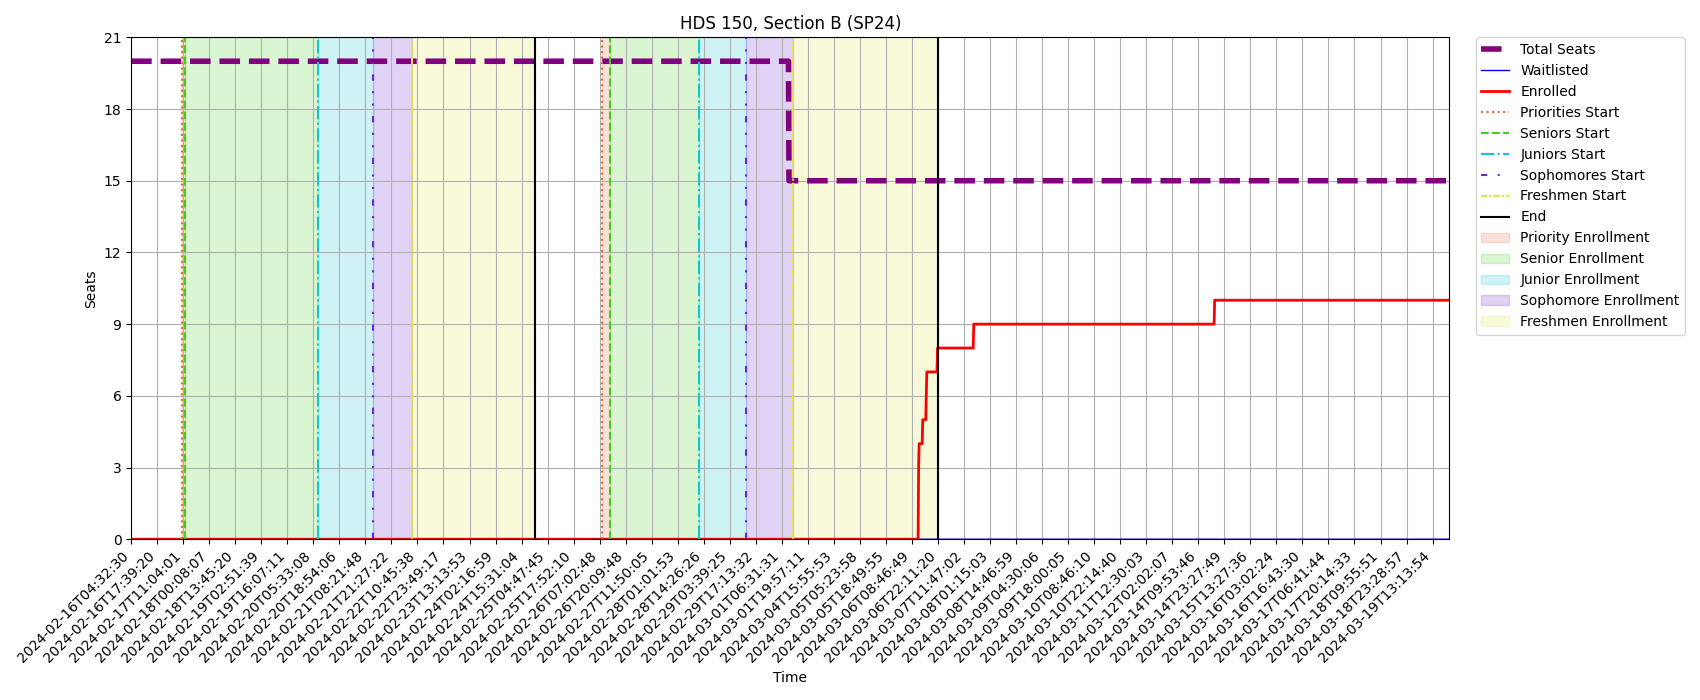 HDS 150, Section B (SP24)
21
18
15
12
9
6
3
0
Seats
2024-02-16T04:32:30
2024-02-16T17:39:20
2024-02-17T11:04:01
2024-02-18T00:08:07
2024-02-18T13:45:20
2024-02-19T02:51:39
2024-02-19T16:07:11
2024-02-20T05:33:08
2024-02-20T18:54:06
2024-02-21T08:21:48
2024-02-21T21:27:22
2024-02-22T10:45:38
2024-02-22T23:49:17
2024-02-23T13:13:53
2024-02-24T02:16:59
2024-02-24T15:31:04
2024-02-25T04:47:45
2024-02-25T17:52:10
2024-02-26T07:02:48
2024-02-26T20:09:48
2024-02-27T11:50:05
2024-02-28T01:01:53
2024-02-28T14:26:26
2024-02-29T03:39:25
2024-02-29T17:13:32
2024-03-01T06:31:31
2024-03-01T19:57:11
2024-03-04T15:55:53
2024-03-05T05:23:58
2024-03-05T18:49:55
2024-03-06T08:46:49
2024-03-06T22:11:20
2024-03-07T11:47:02
2024-03-08T01:15:03
2024-03-08T14:46:59
2024-03-09T04:30:06
2024-03-09T18:00:05
2024-03-10T08:46:10
2024-03-10T22:14:40
2024-03-11T12:30:03
2024-03-12T02:02:07
2024-03-14T09:53:46
2024-03-14T23:27:49
2024-03-15T13:27:36
2024-03-16T03:02:24
2024-03-16T16:43:30
2024-03-17T06:41:44
2024-03-17T20:14:33
2024-03-18T09:55:51
2024-03-18T23:28:57
2024-03-19T13:13:54
Time
Total Seats
Waitlisted
Enrolled
Priorities Start
Seniors Start
Juniors Start
Sophomores Start
Freshmen Start
End
Priority Enrollment
Senior Enrollment
Junior Enrollment
Sophomore Enrollment
Freshmen Enrollment